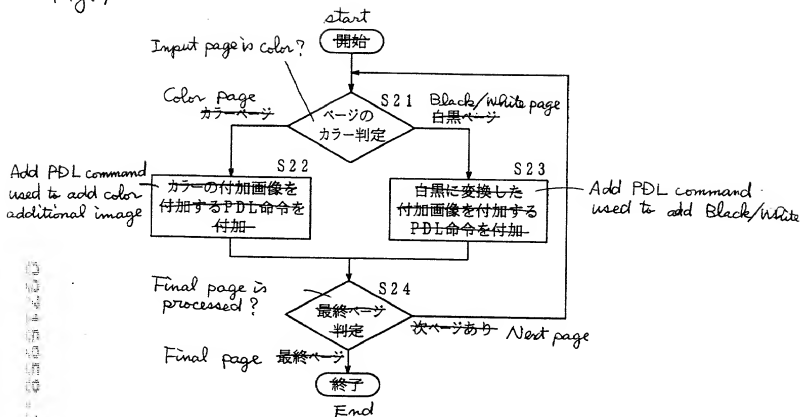 start
開始
Input page is color?
Color page
カラーページ
S21
Black/White page
白黒ページ
ページの
カラー判定
S22
Add PDL command
used to add color
additional image
カラーの付加画像を
付加するPDL命令を
付加
S23
白黒に変換した
付加画像を付加する
PDL命令を付加
Add PDL command
used to add Black/White
Final page is
processed?
S24
最終ページ
判定
次ページあり Next page
Final page 最終ページ
終了
End